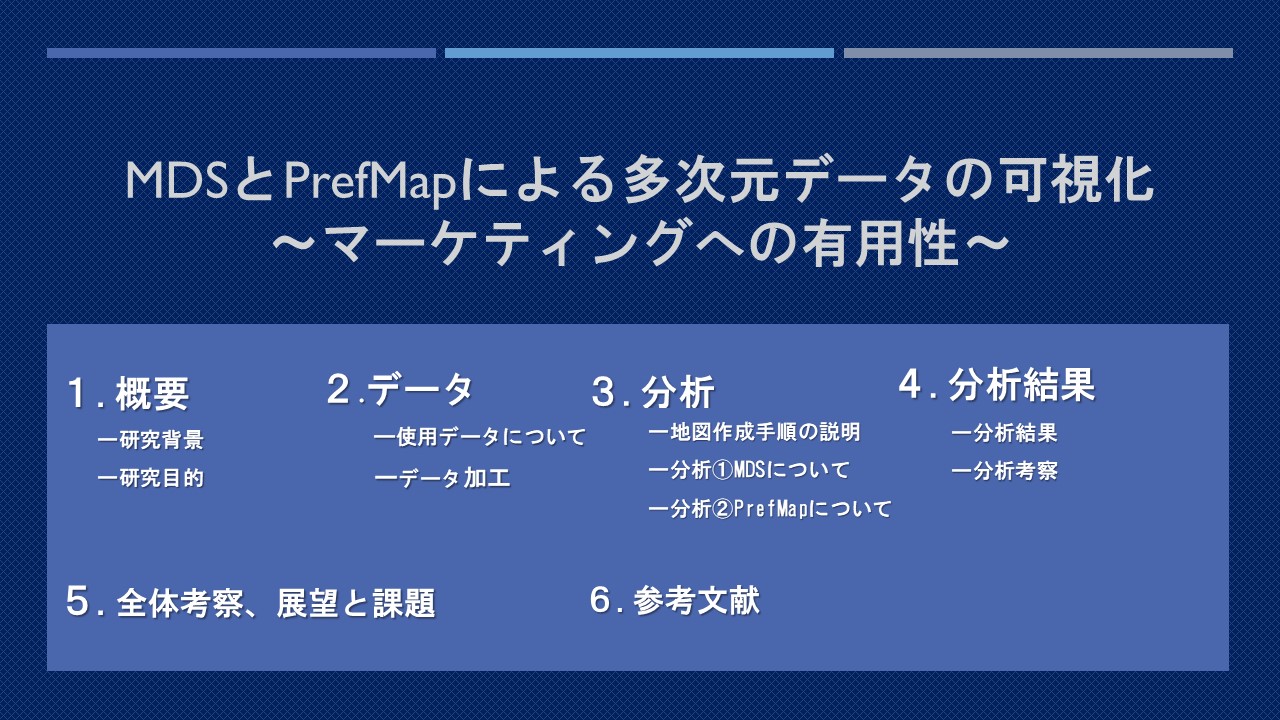 MDSとPrefMapによる多次元データの可視化
～マーケティングへの有用性～
１.概要
ー研究背景
ー研究目的
２.データ
ー使用データについて
ーデータ加工
３.分析
ー地図作成手順の説明
ー分析①MDSについて
ー分析②PrefMapについて
４.分析結果
ー分析結果
ー分析考察
５.全体考察、展望と課題
６.参考文献